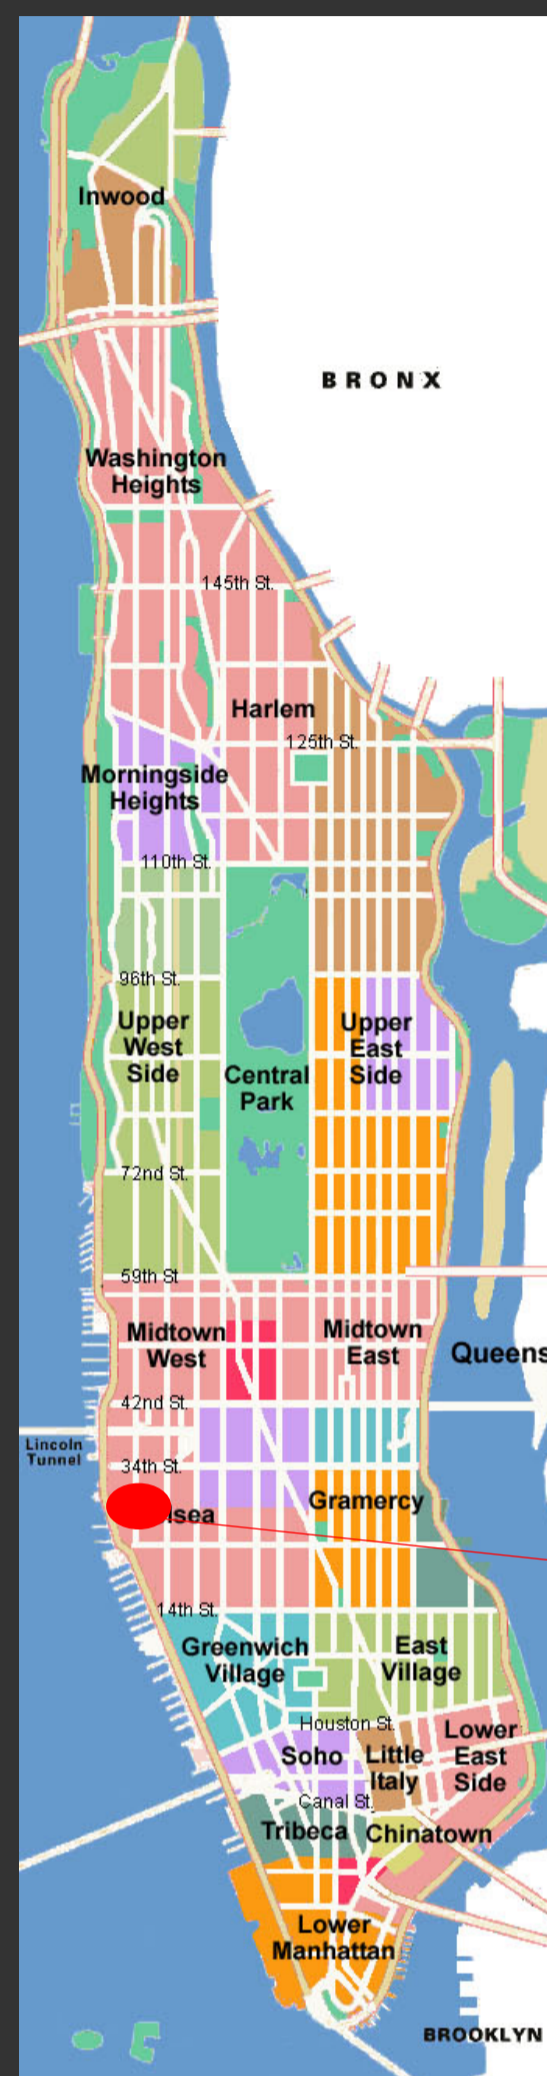 Inwood
BRONX
Washington
Heights
145th St.
Harlem
125th St.
Morningside
Heights
110th St.
96th St.
Upper
West
Side
Upper
East
Side
Central
Park
72nd St.
59th St
Midtown
West
Midtown
East
Queens
42nd St.
Lincoln
Tunnel
34th St.
lsea
Gramercy
14th St.
Greenwich
Village
East
Village
Houston St.
Soho
Little
Italy
Lower
East
Side
Canal St.
Tribeca
Chinatown
Lower
Manhattan
BROOKLYN